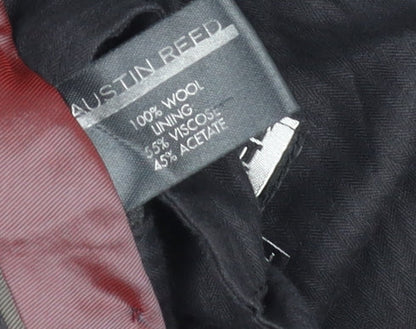 AUSTIN REED
100% WOOL
LINING
55% VISCOSE
45% ACETATE